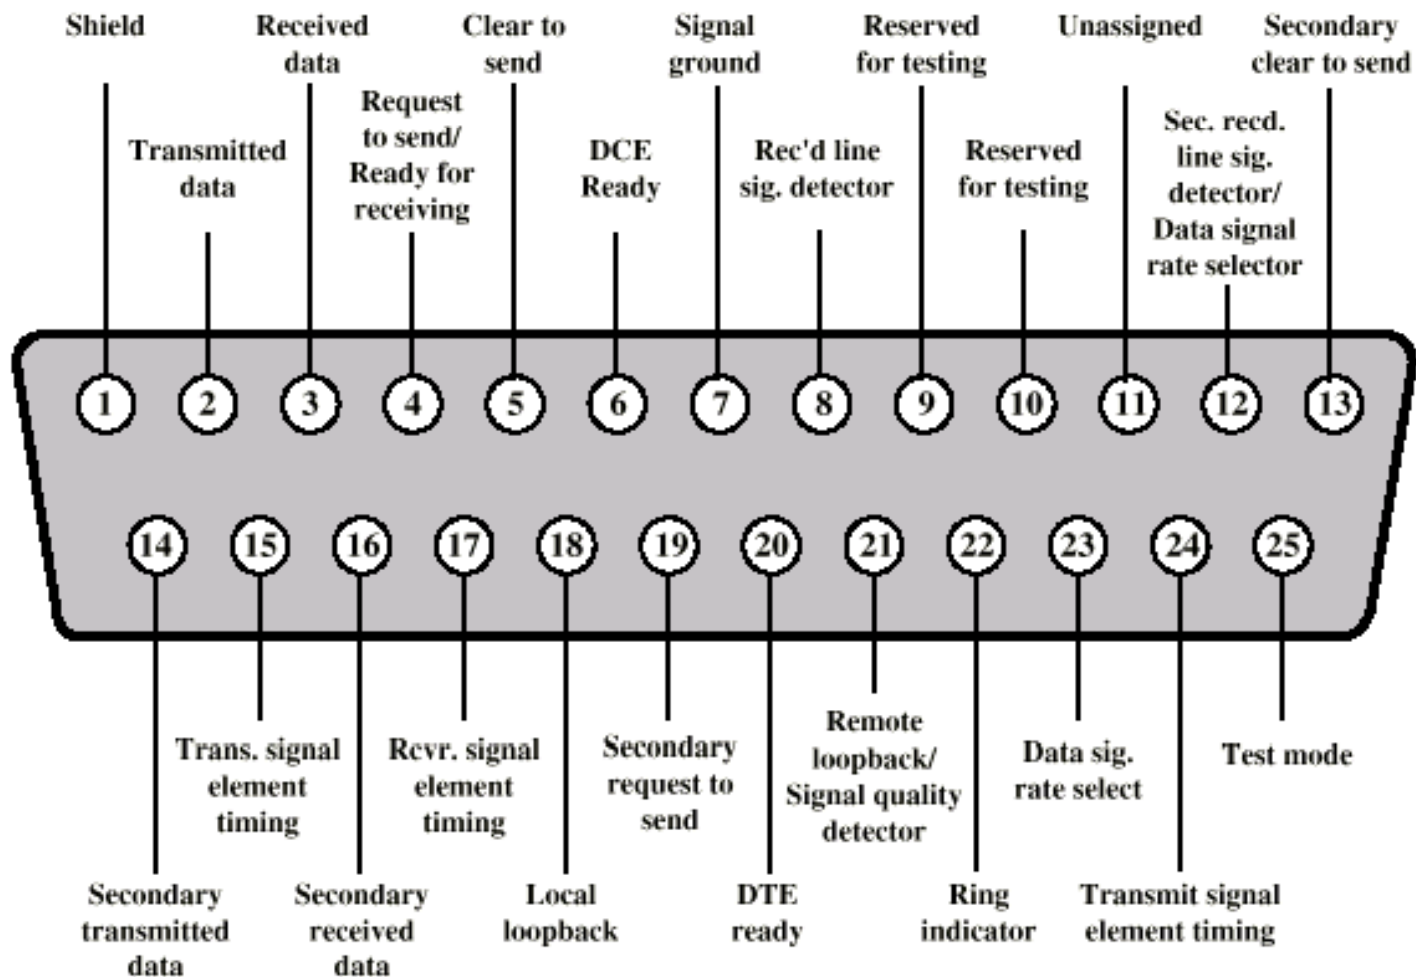 Shield
Received
data
Clear to
send
Signal
ground
Reserved
for testing
Unassigned
Secondary
clear to send
Transmitted
data
Request
to send/
Ready for
receiving
DCE
Ready
Rec'd line
sig. detector
Reserved
for testing
Sec. recd.
line sig.
detector/
Data signal
rate selector
1 2 3 4 5 6 7 8 9 10 11 12 13
14 15 16 17 18 19 20 21 22 23 24 25
Trans. signal
element
timing
Rcvr. signal
element
timing
Secondary
request to
send
Remote
loopback/
Signal quality
detector
Data sig.
rate select
Test mode
Secondary
transmitted
data
Secondary
received
data
Local
loopback
DTE
ready
Ring
indicator
Transmit signal
element timing